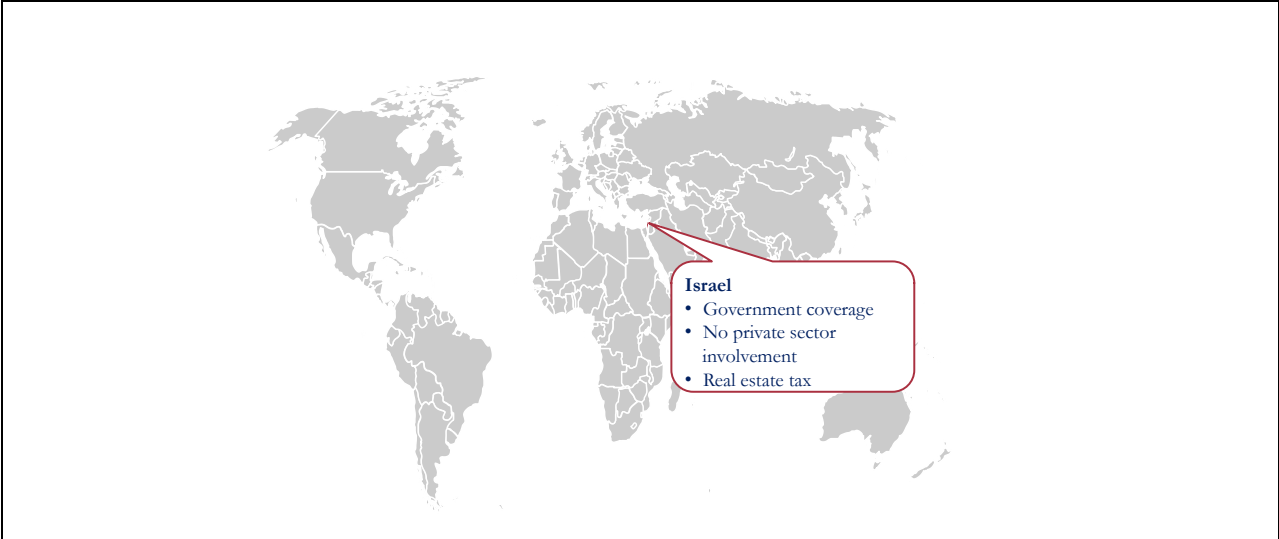 Israel
• Government coverage
• No private sector
involvement
• Real estate tax